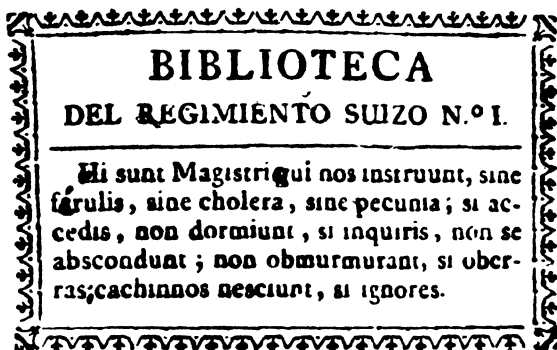 BIBLIOTECA
DEL REGIMIENTO SUIZO N.º I.
Hi sunt Magistri qui nos instruunt, sine
ferulis, sine cholera, sine pecunia; si ac-
cedis, non dormiunt, si inquiris, non se
abscondunt; non obmurmurant, si ober-
ras; cachinnos nesciunt, si ignores.